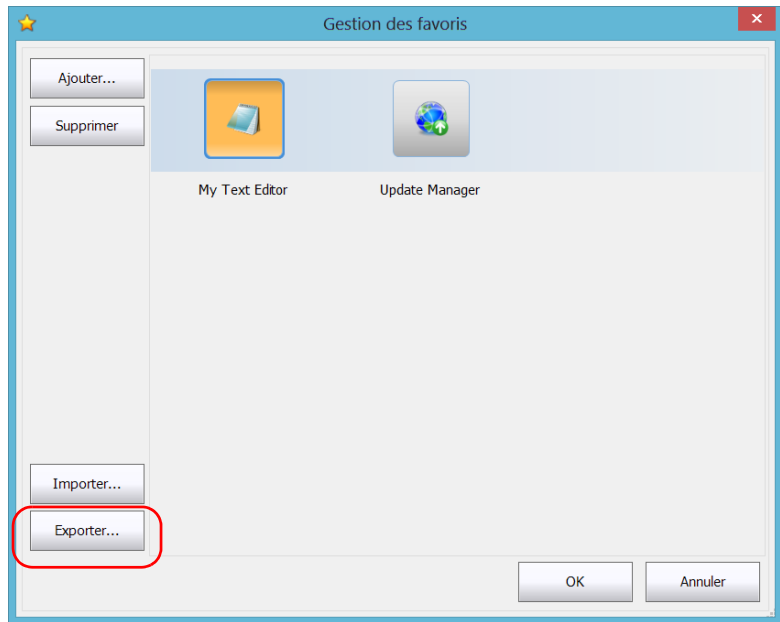 Gestion des favoris
Ajouter...
Supprimer
My Text Editor
Update Manager
Importer...
Exporter...
OK
Annuler